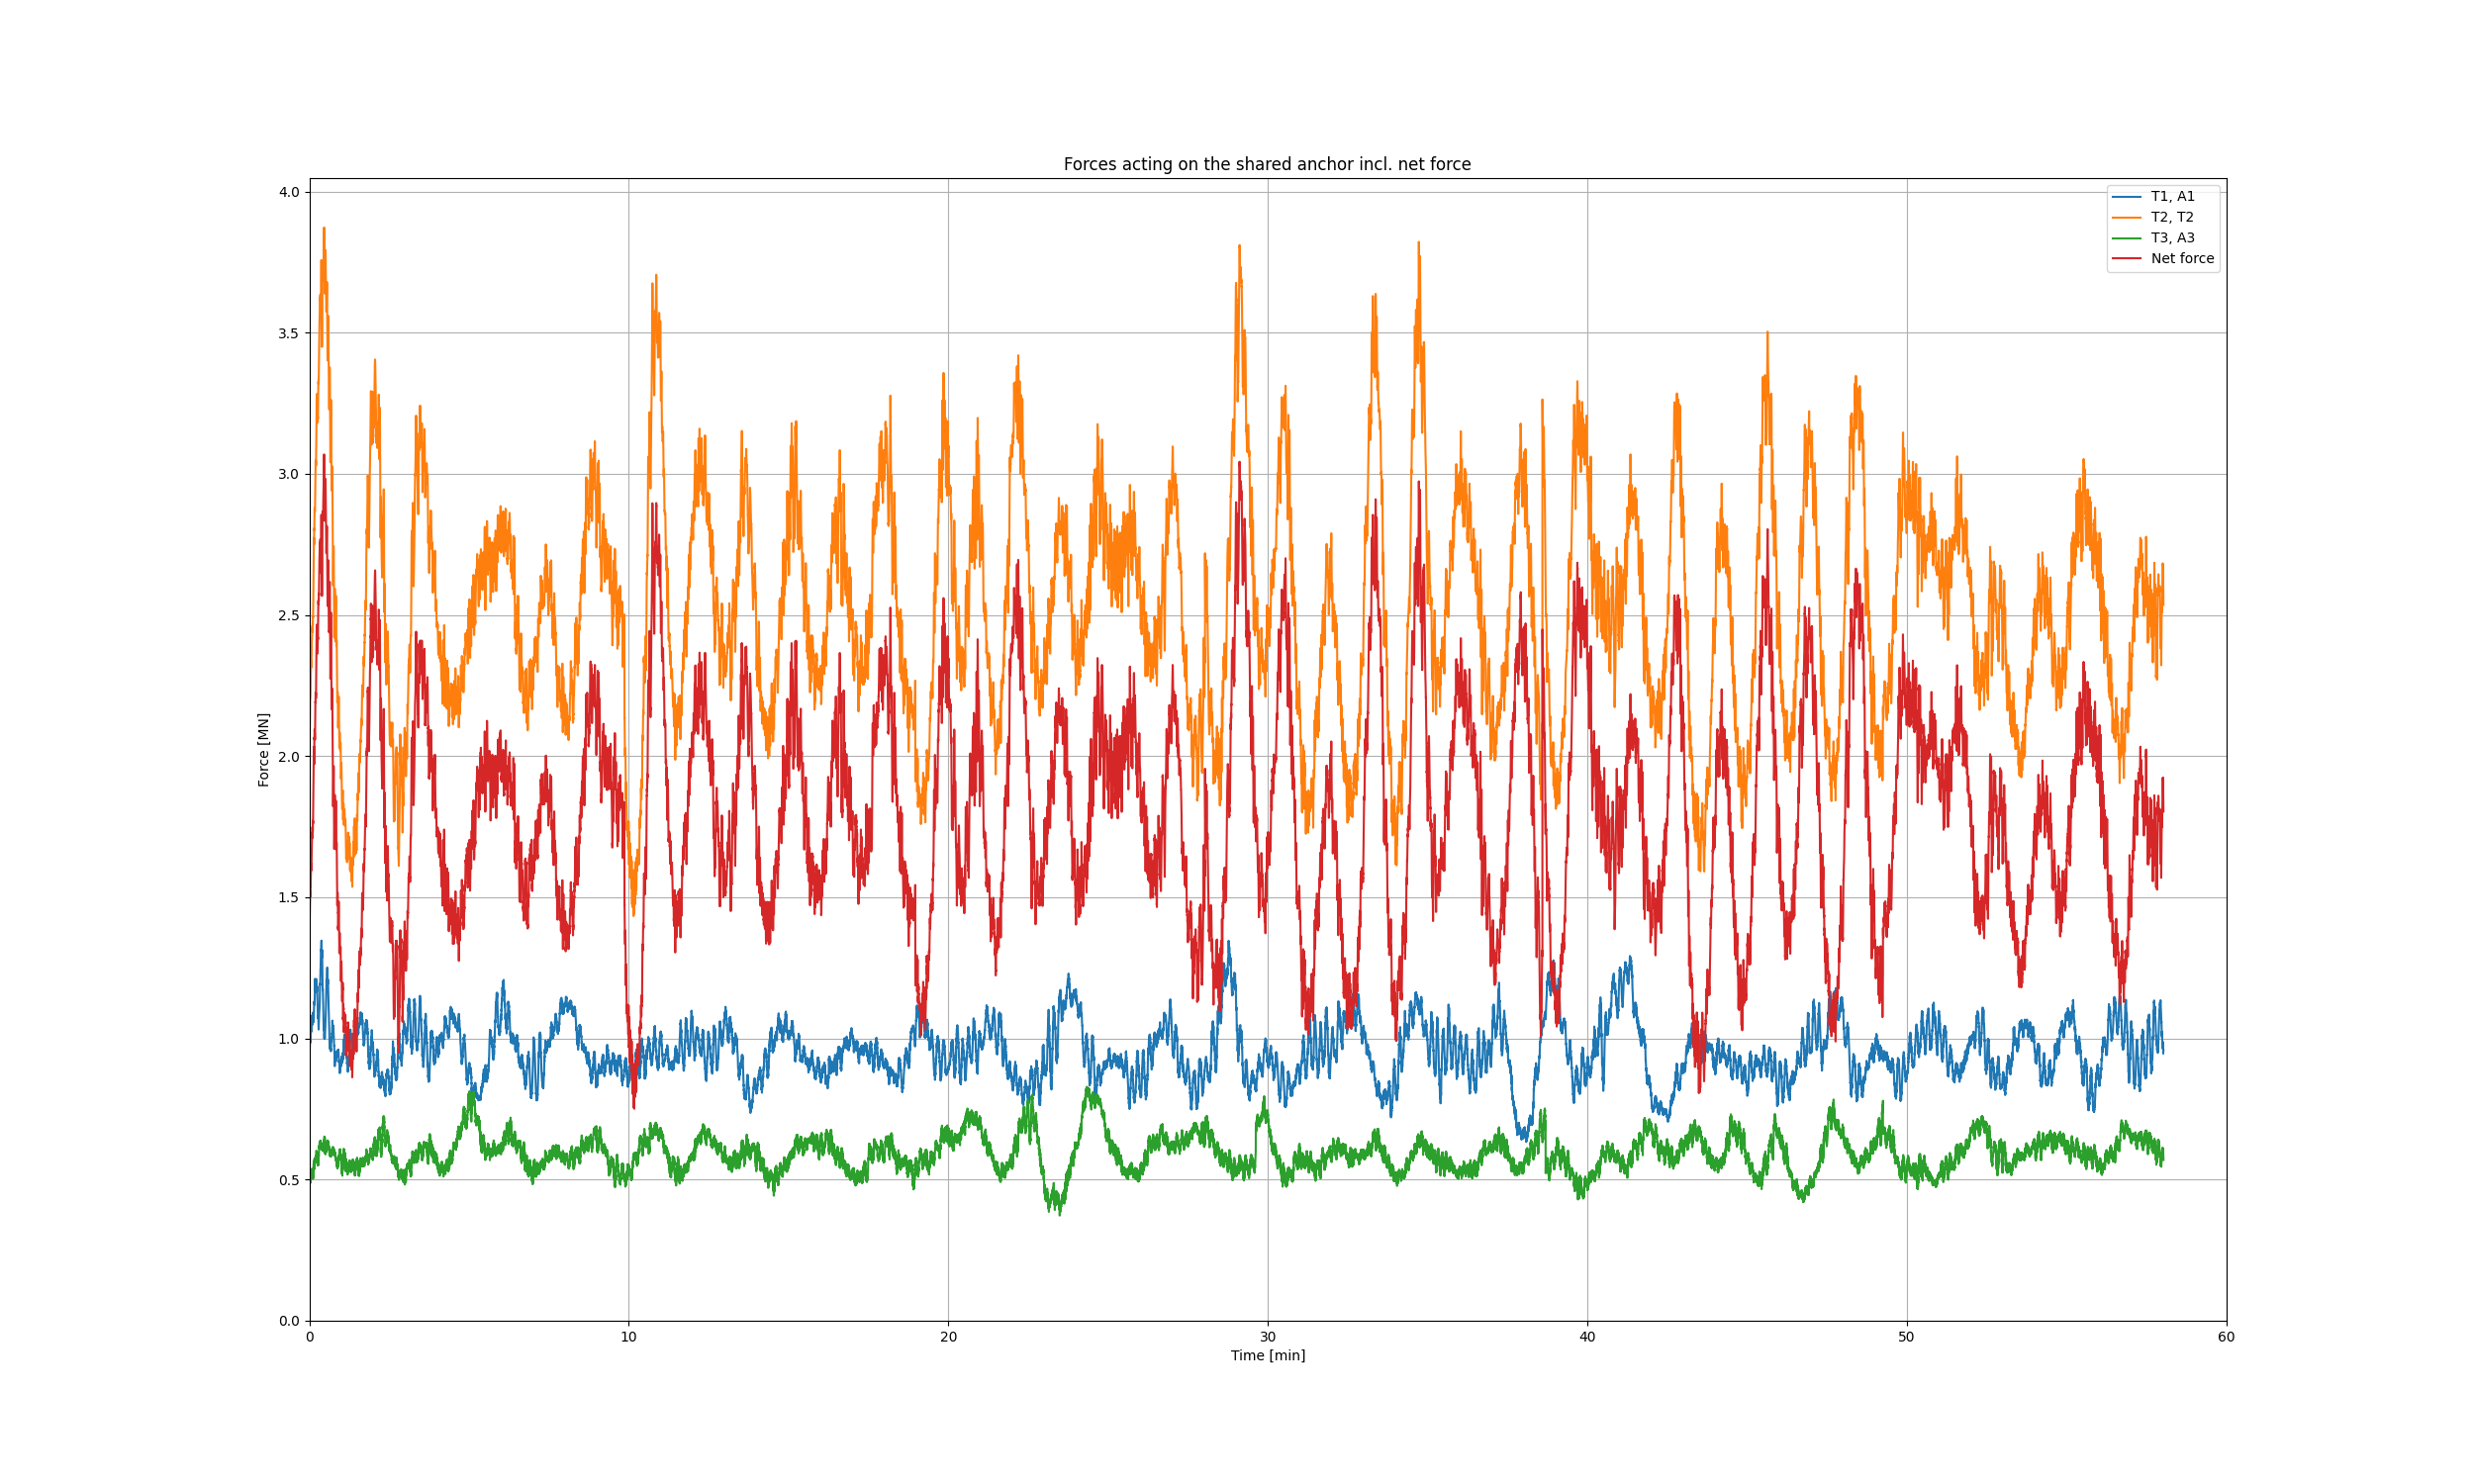 Forces acting on the shared anchor incl. net force
T1, A1
T2, T2
T3, A3
Net force
4.0
3.5
3.0
2.5
2.0
1.5
1.0
0.5
0.0
Force [MN]
0 10 20 30 40 50 60
Time [min]